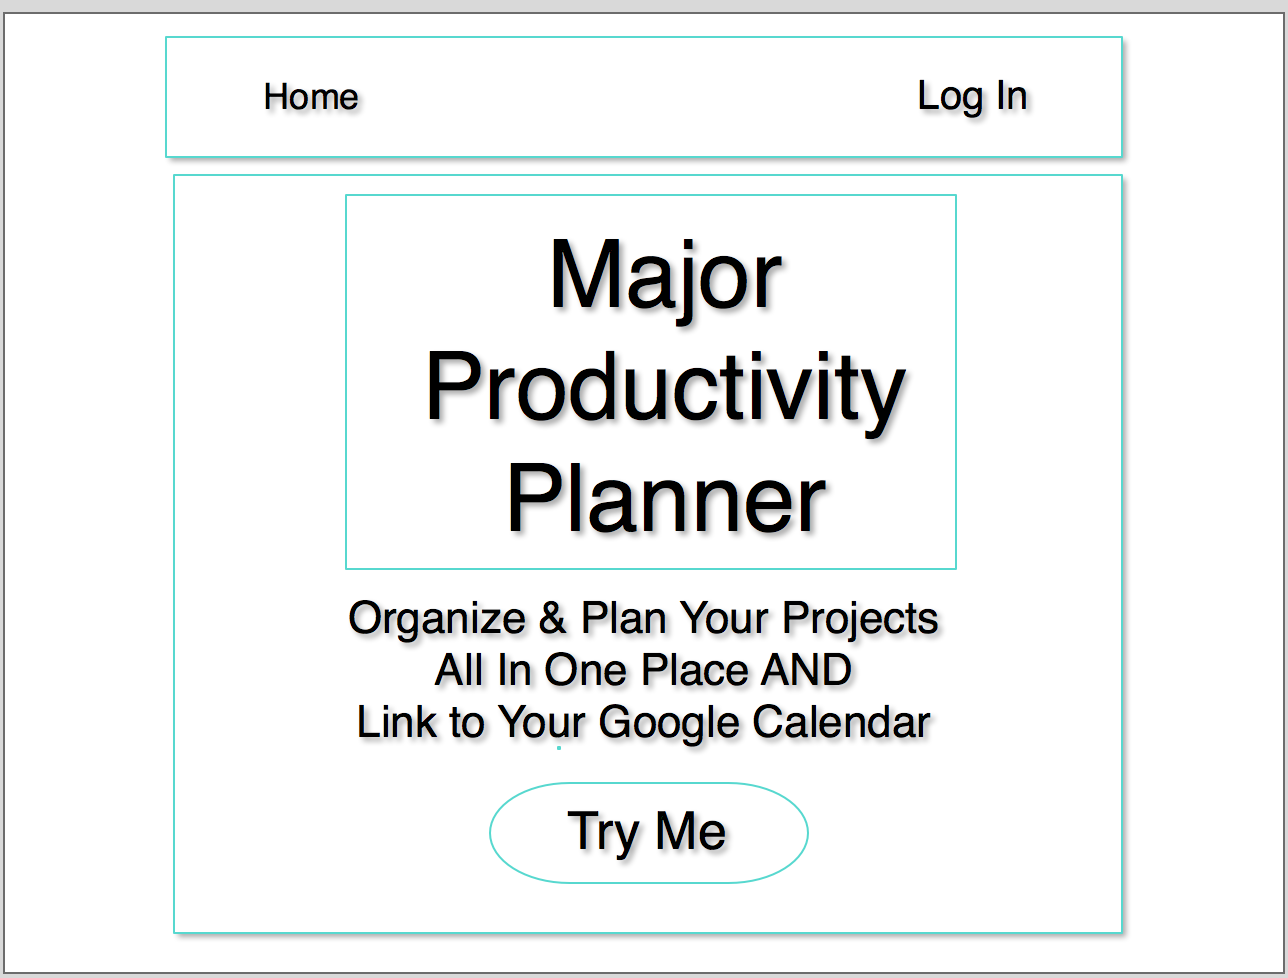 Home
Log In
Major
Productivity
Planner
Organize & Plan Your Projects
All In One Place AND
Link to Your Google Calendar
Try Me